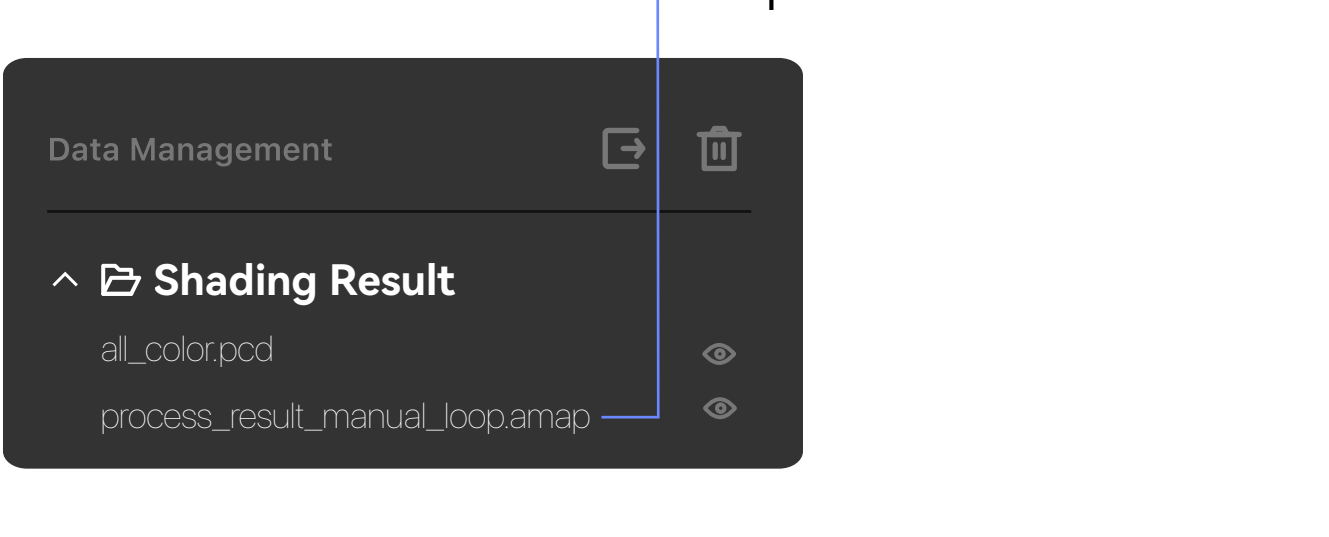 Data Management
Shading Result
all_color.pcd
process_result_manual_loop.amap